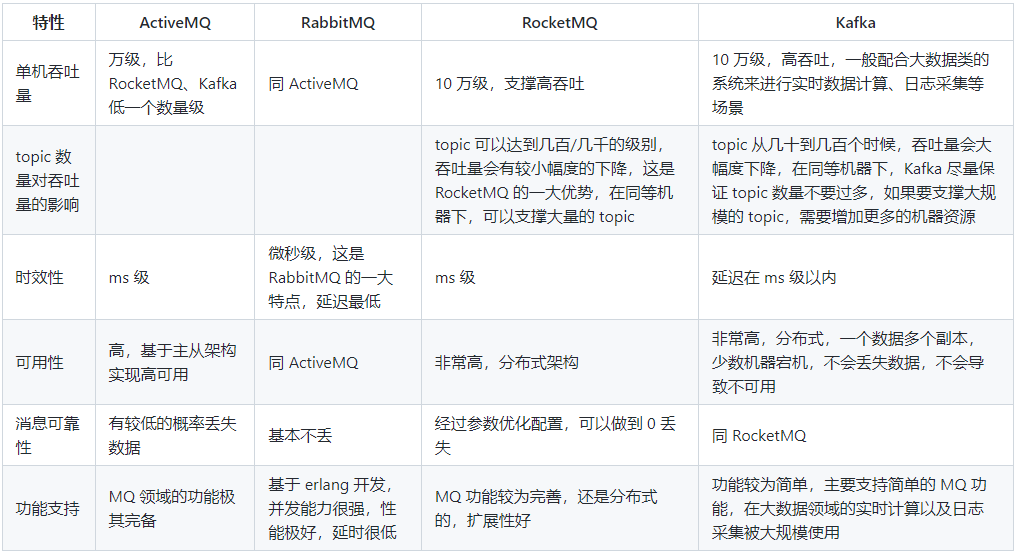 特性
ActiveMQ
RabbitMQ
RocketMQ
Kafka
单机吞吐
量
万级，比
RocketMQ、Kafka
低一个数量级
同 ActiveMQ
10 万级，支撑高吞吐
10 万级，高吞吐，一般配合大数据类的
系统来进行实时数据计算、日志采集等
场景
topic 数
量对吞吐
量的影响
topic 可以达到几百/几千的级别，
吞吐量会有较小幅度的下降，这是
RocketMQ 的一大优势，在同等机
器下，可以支撑大量的 topic
topic 从几十到几百个时候，吞吐量会大
幅度下降，在同等机器下，Kafka 尽量保
证 topic 数量不要过多，如果要支撑大规
模的 topic，需要增加更多的机器资源
时效性
ms 级
微秒级，这是
RabbitMQ 的一大
特点，延迟最低
ms 级
延迟在 ms 级以内
可用性
高，基于主从架构
实现高可用
同 ActiveMQ
非常高，分布式架构
非常高，分布式，一个数据多个副本，
少数机器宕机，不会丢失数据，不会导
致不可用
消息可靠
性
有较低的概率丢失
数据
基本不丢
经过参数优化配置，可以做到 0 丢
失
同 RocketMQ
功能支持
MQ 领域的功能极
其完备
基于 erlang 开发，
并发能力很强，性
能极好，延时很低
MQ 功能较为完善，还是分布式
的，扩展性好
功能较为简单，主要支持简单的 MQ 功
能，在大数据领域的实时计算以及日志
采集被大规模使用